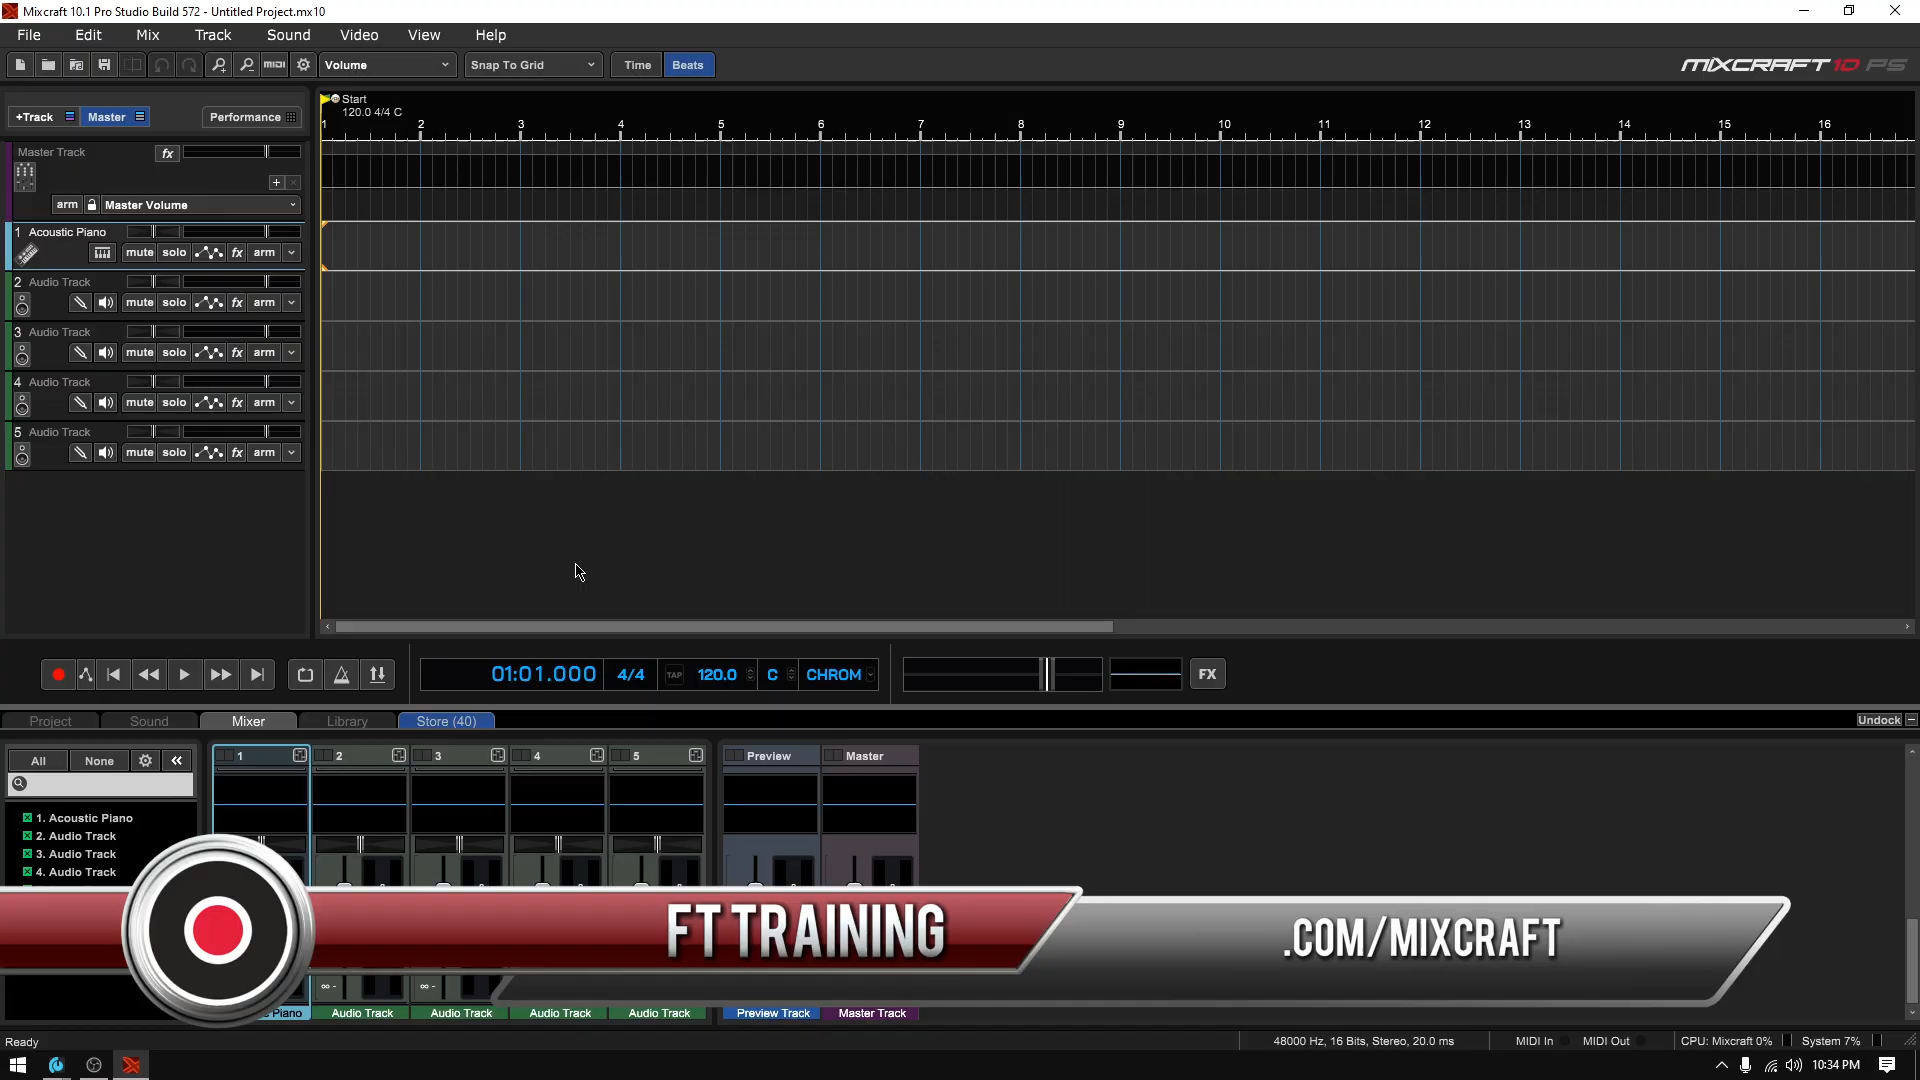 Mixcraft 10.1 Pro Studio Build 572 - Untitled Project.mx10
File Edit Mix Track Sound Video View Help
MIDI Volume Snap To Grid Time Beats MIXCRAFT 10 PS
+Track Master Performance
Start
120.0 4/4 C
1 2 3 4 5 6 7 8 9 10 11 12 13 14 15 16
Master Track fx
arm Master Volume
1 Acoustic Piano
mute solo fx arm
2 Audio Track
mute solo fx arm
3 Audio Track
mute solo fx arm
4 Audio Track
mute solo fx arm
5 Audio Track
mute solo fx arm
01:01.000 4/4 TAP 120.0 C CHROM FX
Project Sound Mixer Library Store (40) Undock
All None
1 2 3 4 5 Preview Master
1. Acoustic Piano
2. Audio Track
3. Audio Track
4. Audio Track
FT TRAINING .COM/MIXCRAFT
Piano Audio Track Audio Track Audio Track Audio Track Preview Track Master Track
Ready 48000 Hz, 16 Bits, Stereo, 20.0 ms MIDI In MIDI Out CPU: Mixcraft 0% System 7%
10:34 PM